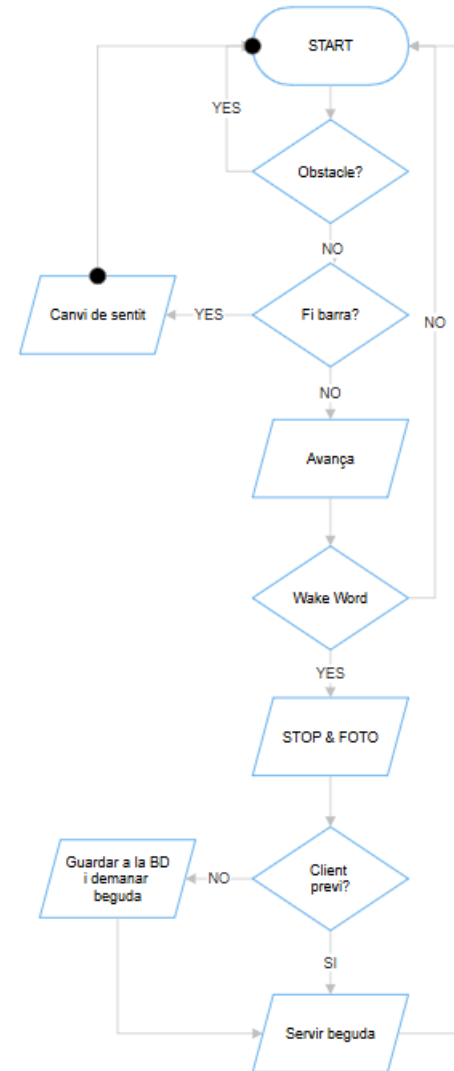 START
YES
Obstacle?
NO
Canvi de sentit
YES
Fi barra?
NO
NO
Avança
Wake Word
YES
STOP & FOTO
Guardar a la BD
i demanar
beguda
NO
Client
previ?
SI
Servir beguda